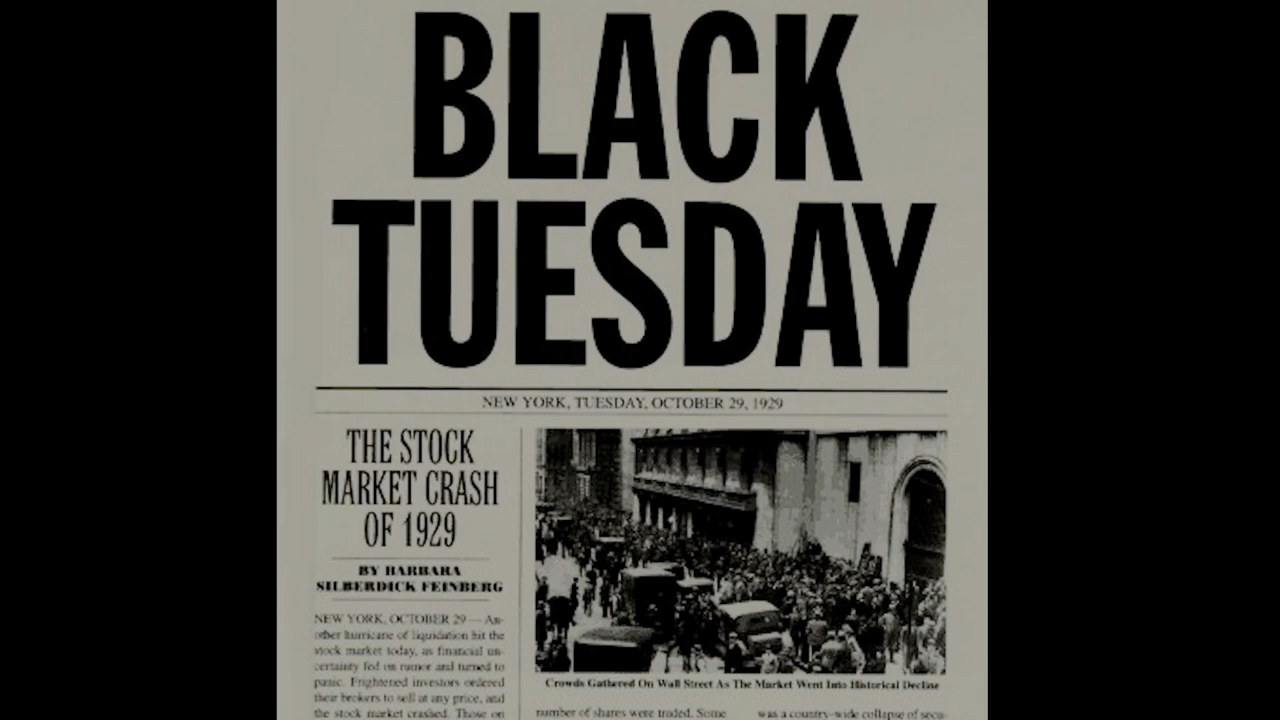 BLACK
TUESDAY
NEW YORK, TUESDAY, OCTOBER 29, 1929
THE STOCK
MARKET CRASH
OF 1929
BY BARBARA
SILBERDICK FEINBERG
NEW YORK, OCTOBER 29 — An-
other hurricane of liquidation hit the
stock market today, as financial un-
certainty fed on rumor and turned to
panic. Frightened investors ordered
their brokers to sell at any price, and
the stock market crashed. Those on
Crowds Gathered On Wall Street As The Market Went Into Historical Decline
number of shares were traded. Some
was a country-wide collapse of secu-